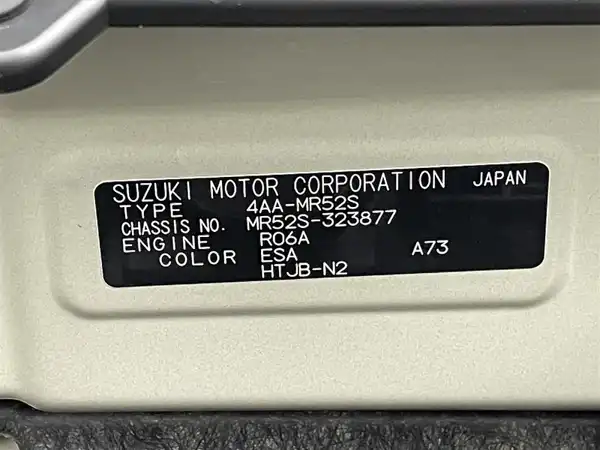 SUZUKI MOTOR CORPORATION JAPAN
TYPE 4AA-MR52S
CHASSIS NO. MR52S-323877
ENGINE R06A A73
COLOR ESA
HTJB-N2